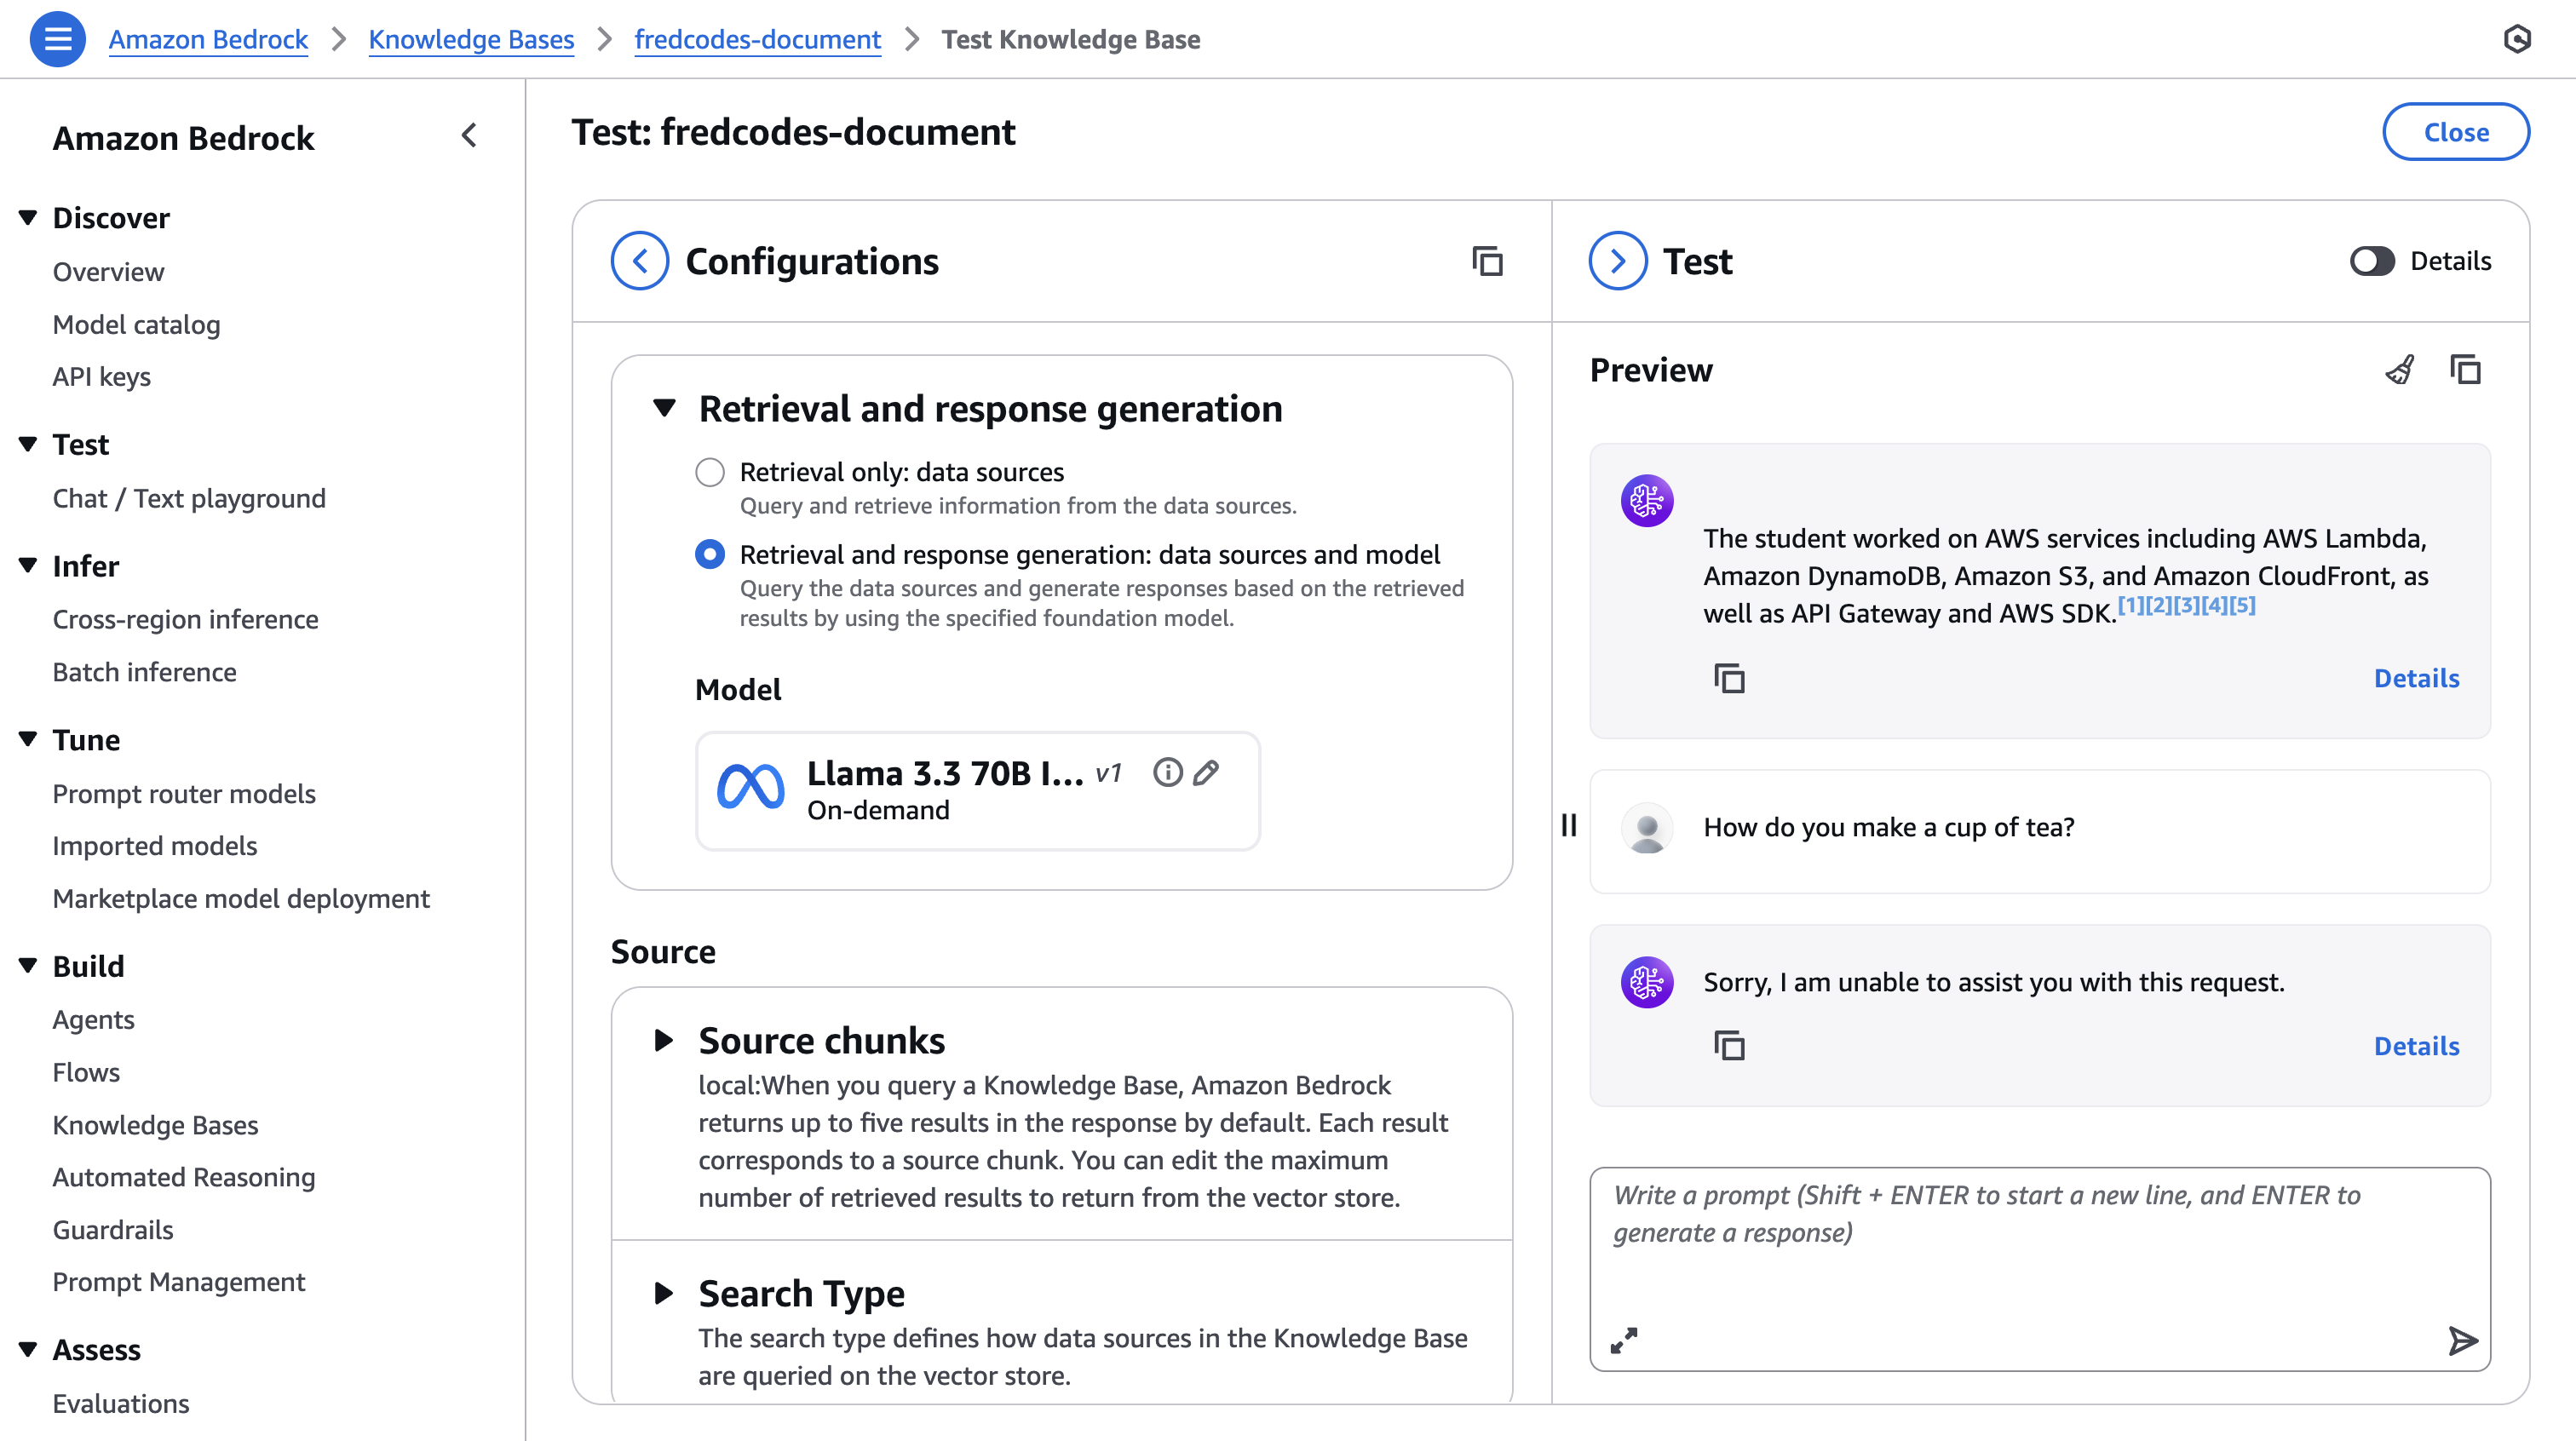 Amazon Bedrock > Knowledge Bases > fredcodes-document > Test Knowledge Base
Amazon Bedrock
Discover
Overview
Model catalog
API keys
Test
Chat / Text playground
Infer
Cross-region inference
Batch inference
Tune
Prompt router models
Imported models
Marketplace model deployment
Build
Agents
Flows
Knowledge Bases
Automated Reasoning
Guardrails
Prompt Management
Assess
Evaluations
Test: fredcodes-document
Close
Configurations
Retrieval and response generation
Retrieval only: data sources
Query and retrieve information from the data sources.
Retrieval and response generation: data sources and model
Query the data sources and generate responses based on the retrieved
results by using the specified foundation model.
Model
Llama 3.3 70B I... v1
On-demand
Source
Source chunks
local:When you query a Knowledge Base, Amazon Bedrock
returns up to five results in the response by default. Each result
corresponds to a source chunk. You can edit the maximum
number of retrieved results to return from the vector store.
Search Type
The search type defines how data sources in the Knowledge Base
are queried on the vector store.
Test
Details
Preview
The student worked on AWS services including AWS Lambda,
Amazon DynamoDB, Amazon S3, and Amazon CloudFront, as
well as API Gateway and AWS SDK.[1][2][3][4][5]
Details
How do you make a cup of tea?
Sorry, I am unable to assist you with this request.
Details
Write a prompt (Shift + ENTER to start a new line, and ENTER to
generate a response)